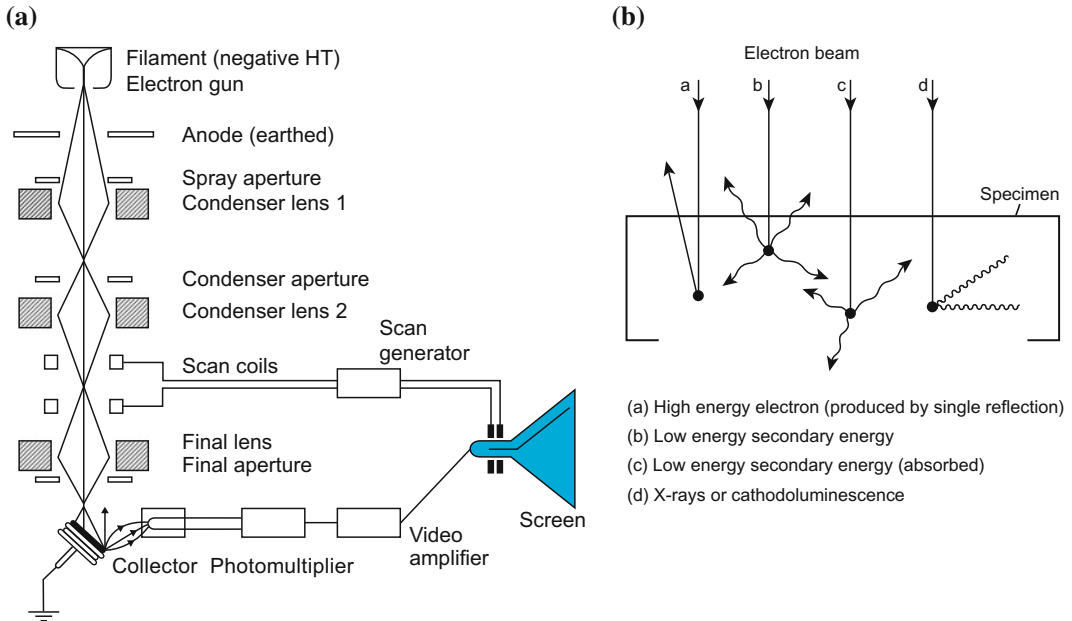 (a)
Filament (negative HT)
Electron gun
Anode (earthed)
Spray aperture
Condenser lens 1
Condenser aperture
Condenser lens 2
Scan
generator
Scan coils
Final lens
Final aperture
Screen
Video
amplifier
Collector
Photomultiplier
(b)
Electron beam
a
b
c
d
Specimen
(a) High energy electron (produced by single reflection)
(b) Low energy secondary energy
(c) Low energy secondary energy (absorbed)
(d) X-rays or cathodoluminescence